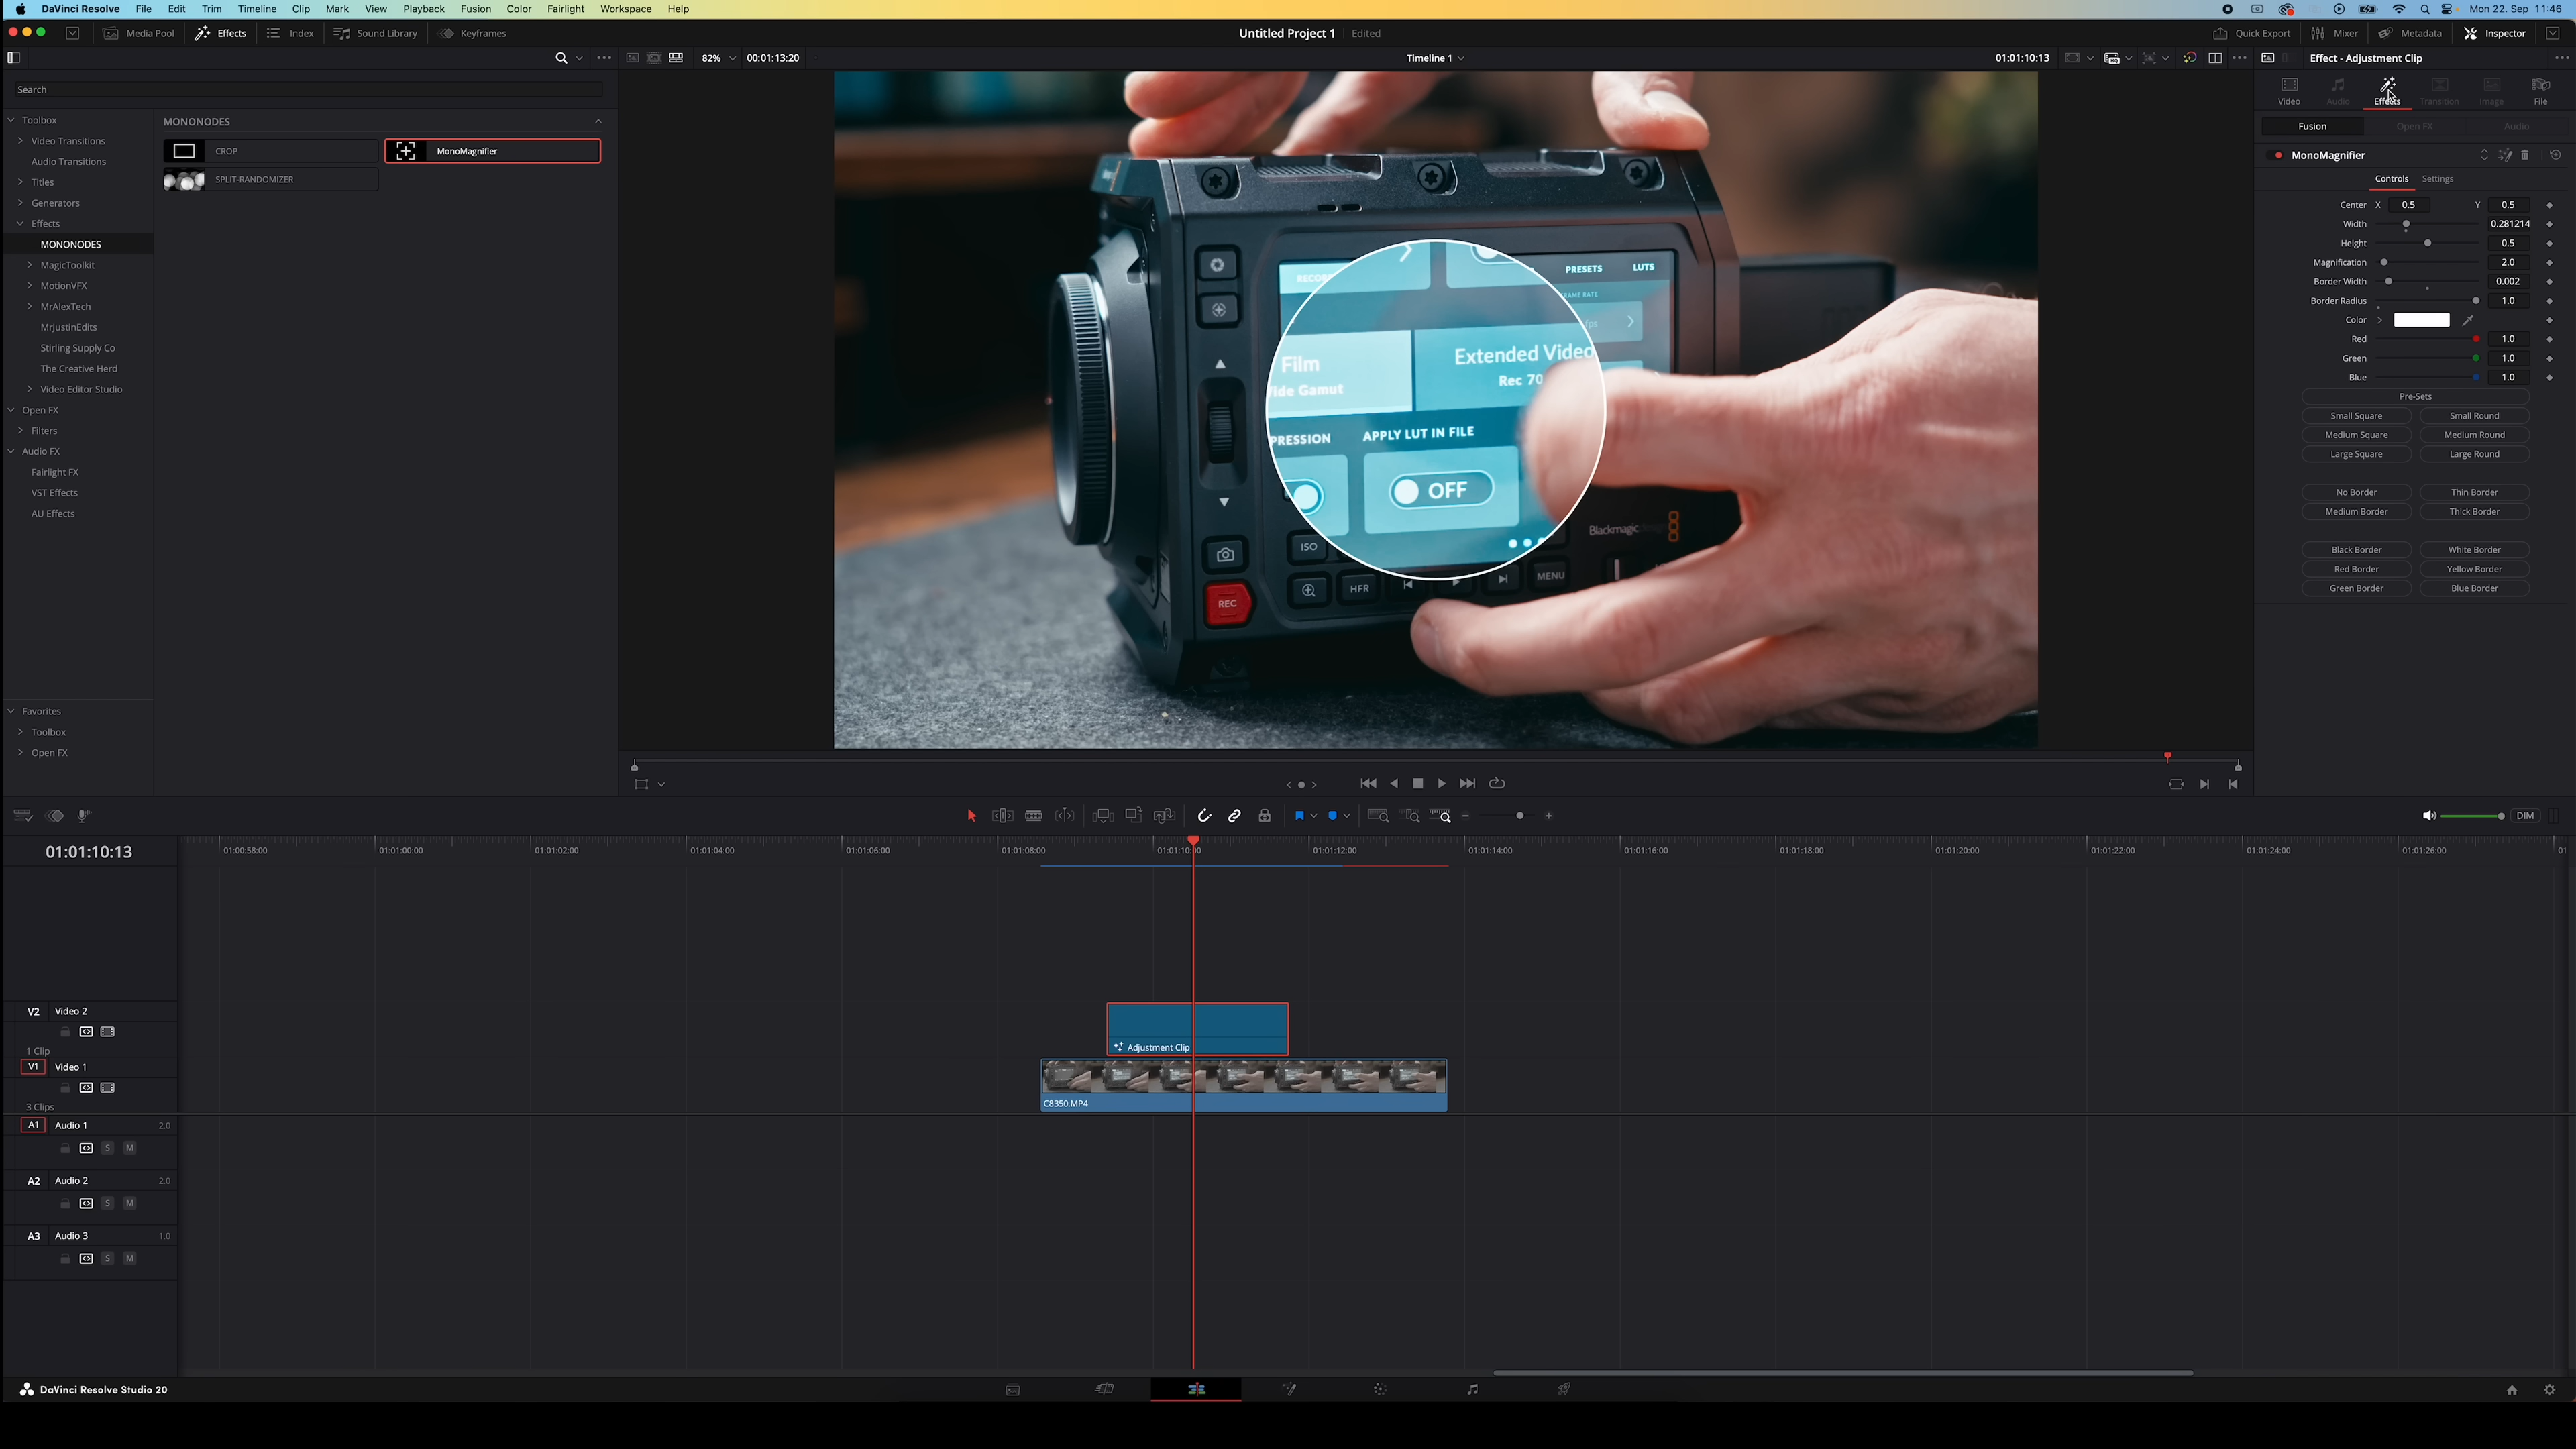 DaVinci Resolve File Edit Trim Timeline Clip Mark View Playback Fusion Color Fairlight Workspace Help Mon 22. Sep 11:46
Media Pool Effects Index Sound Library Keyframes Untitled Project 1 Edited Quick Export Mixer Metadata Inspector
82% 00:01:13:20 Timeline 1 01:01:10:13 Effect - Adjustment Clip
Search
Video Audio Effects Transition Image File
Fusion Open FX Audio
Toolbox
Video Transitions
Audio Transitions
Titles
Generators
Effects
MONONODES
MagicToolkit
MotionVFX
MrAlexTech
MrJustinEdits
Stirling Supply Co
The Creative Herd
Video Editor Studio
Open FX
Filters
Audio FX
Fairlight FX
VST Effects
AU Effects
Favorites
Toolbox
Open FX
MONONODES
CROP MonoMagnifier
SPLIT-RANDOMIZER
PRESETS LUTS
Film Extended Video
ide Gamut Rec 70
PRESSION APPLY LUT IN FILE
OFF
Blackmagic
ISO
REC HFR MENU
MonoMagnifier
Controls Settings
Center X 0.5 Y 0.5
Width 0.281214
Height 0.5
Magnification 2.0
Border Width 0.002
Border Radius 1.0
Color
Red 1.0
Green 1.0
Blue 1.0
Pre-Sets
Small Square Small Round
Medium Square Medium Round
Large Square Large Round
No Border Thin Border
Medium Border Thick Border
Black Border White Border
Red Border Yellow Border
Green Border Blue Border
DIM
01:01:10:13
01:00:58:00 01:01:00:00 01:01:02:00 01:01:04:00 01:01:06:00 01:01:08:00 01:01:10:00 01:01:12:00 01:01:14:00 01:01:16:00 01:01:18:00 01:01:20:00 01:01:22:00 01:01:24:00 01:01:26:00
V2 Video 2
1 Clip
Adjustment Clip
V1 Video 1
3 Clips
C8350.MP4
A1 Audio 1 2.0
S M
A2 Audio 2 2.0
S M
A3 Audio 3 1.0
S M
DaVinci Resolve Studio 20